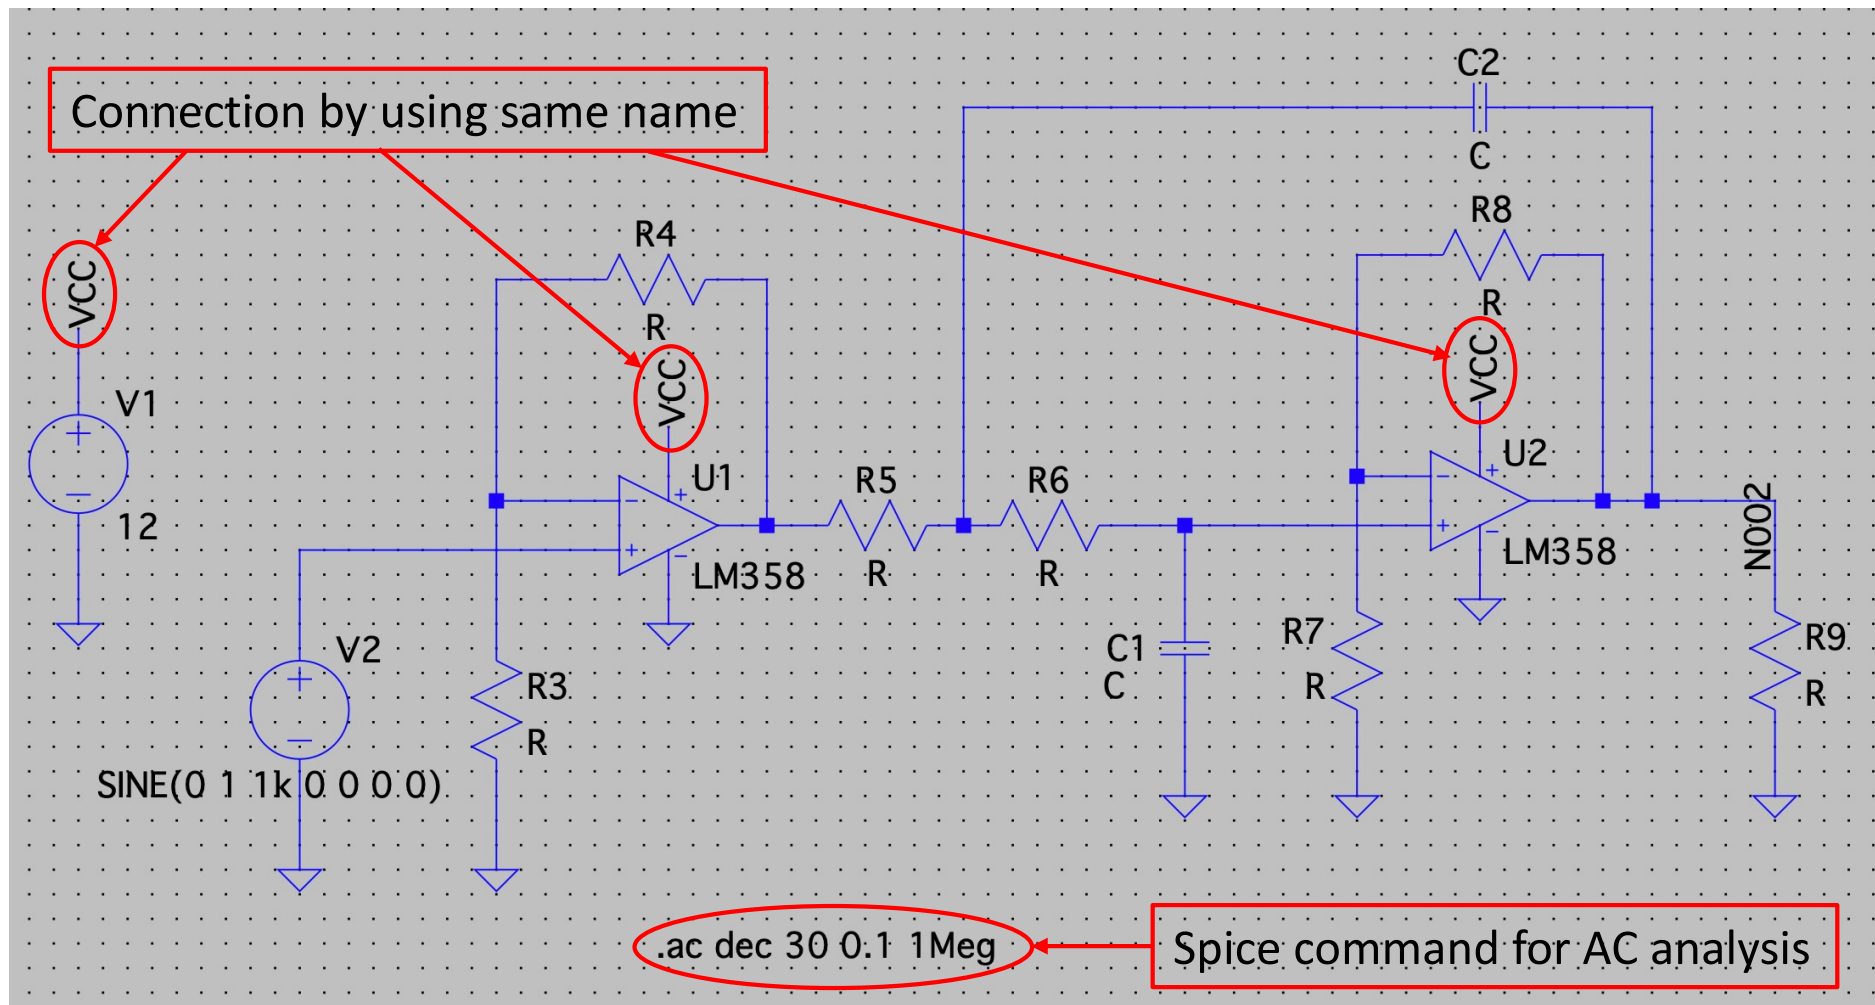 Connection by using same name
C2
C
R8
R
R4
R
VCC
VCC
VCC
V1
12
U1
LM358
R5
R
R6
R
U2
LM358
N002
V2
SINE(0 1 1k 0 0 0 0)
R3
R
C1
C
R7
R
R9
R
.ac dec 30 0.1 1Meg
Spice command for AC analysis